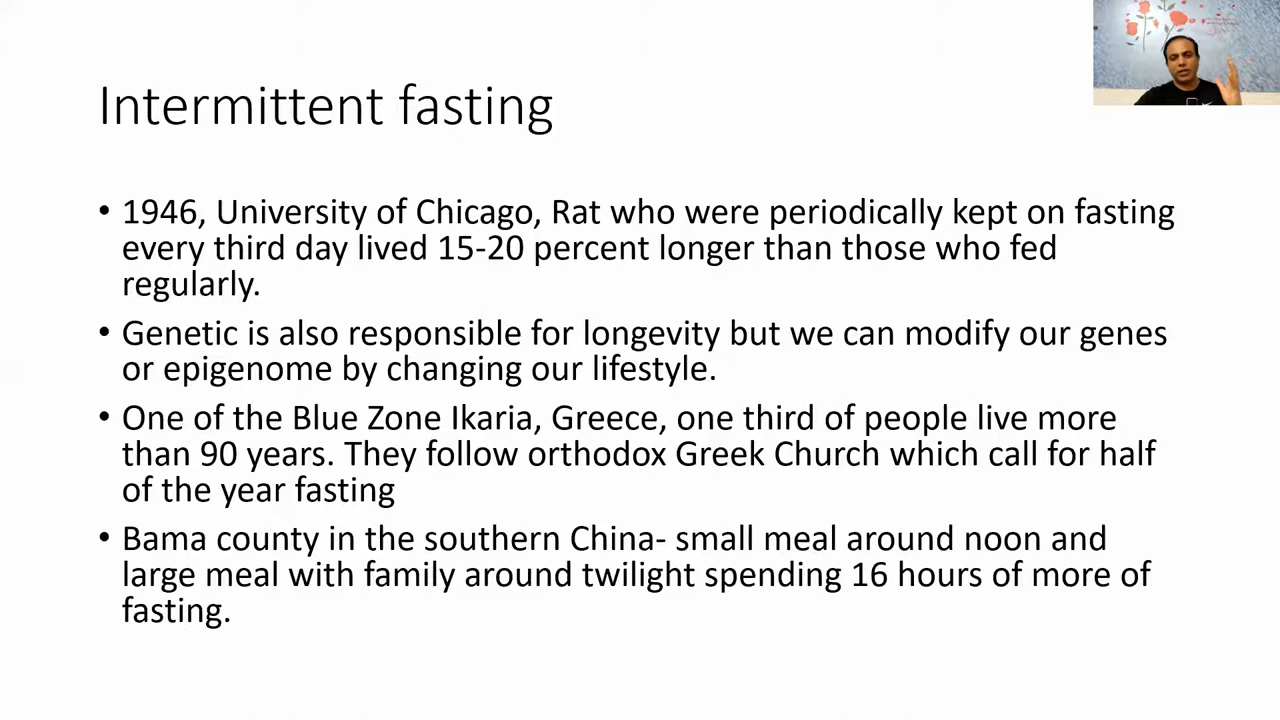 Intermittent fasting
• 1946, University of Chicago, Rat who were periodically kept on fasting
every third day lived 15-20 percent longer than those who fed
regularly.
• Genetic is also responsible for longevity but we can modify our genes
or epigenome by changing our lifestyle.
• One of the Blue Zone Ikaria, Greece, one third of people live more
than 90 years. They follow orthodox Greek Church which call for half
of the year fasting
• Bama county in the southern China- small meal around noon and
large meal with family around twilight spending 16 hours of more of
fasting.